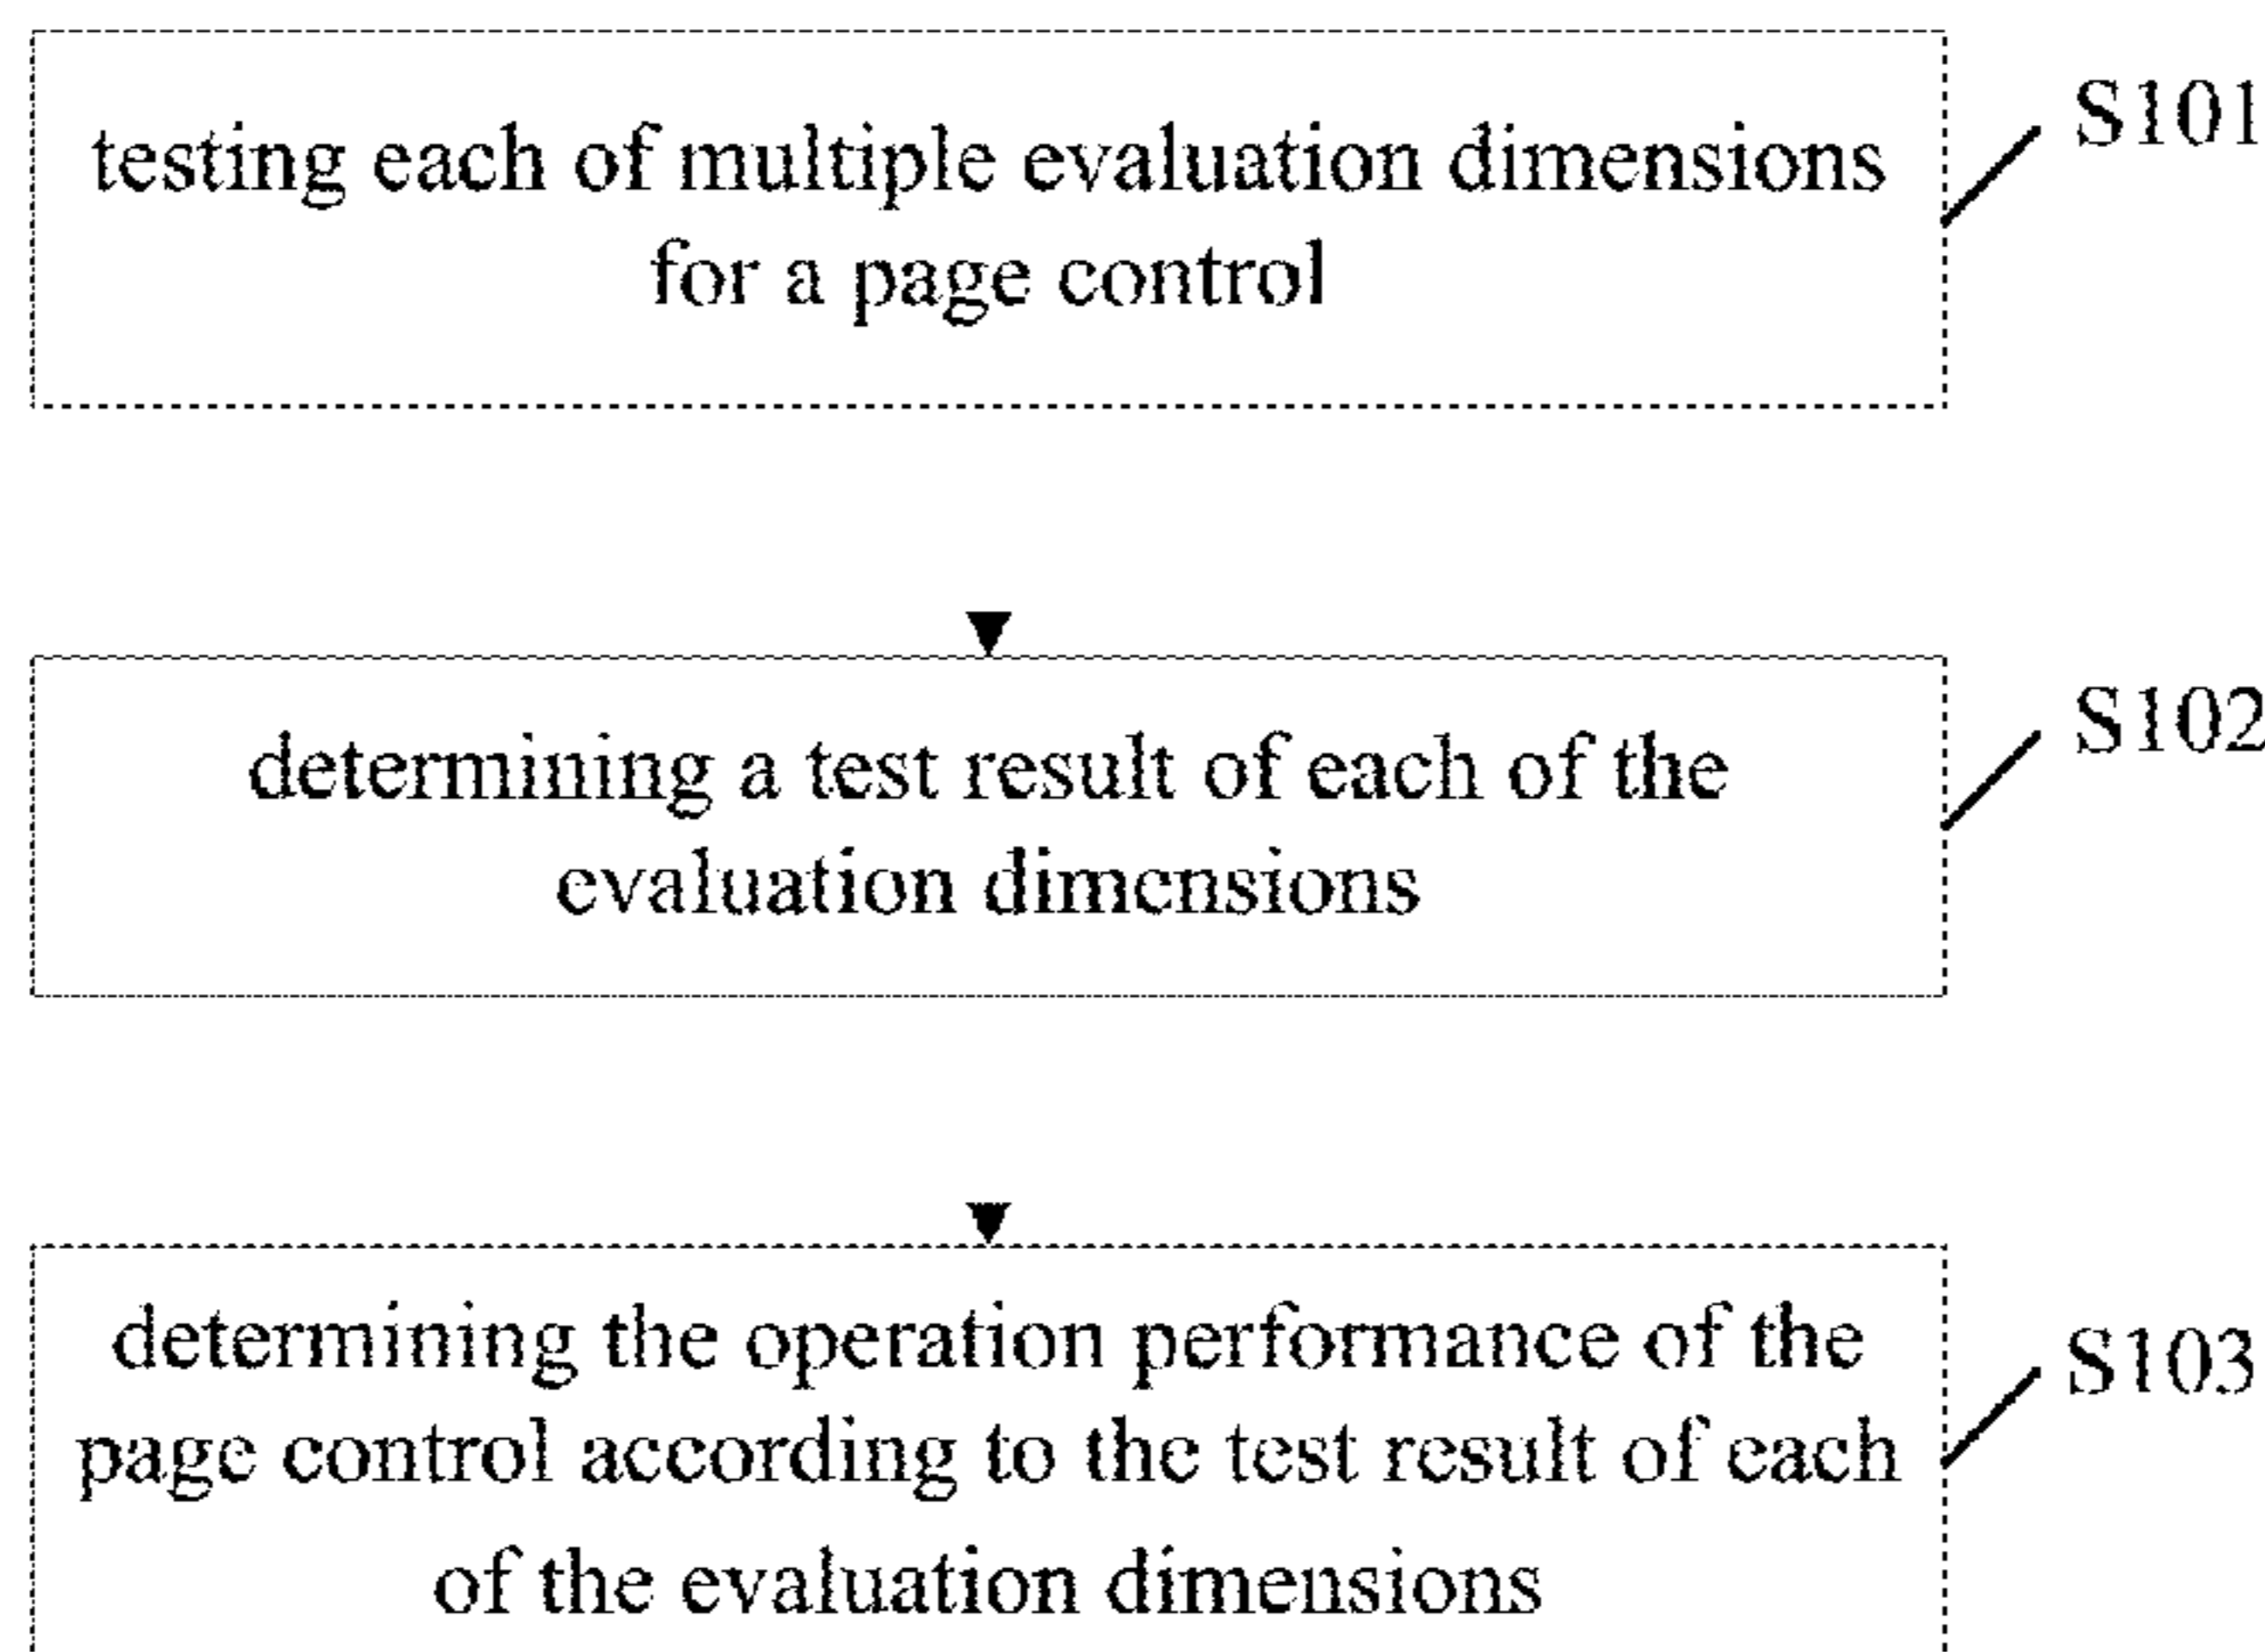 testing each of multiple evaluation dimensions
for a page control
S101
determining a test result of each of the
evaluation dimensions
S102
determining the operation performance of the
page control according to the test result of each
of the evaluation dimensions
S103